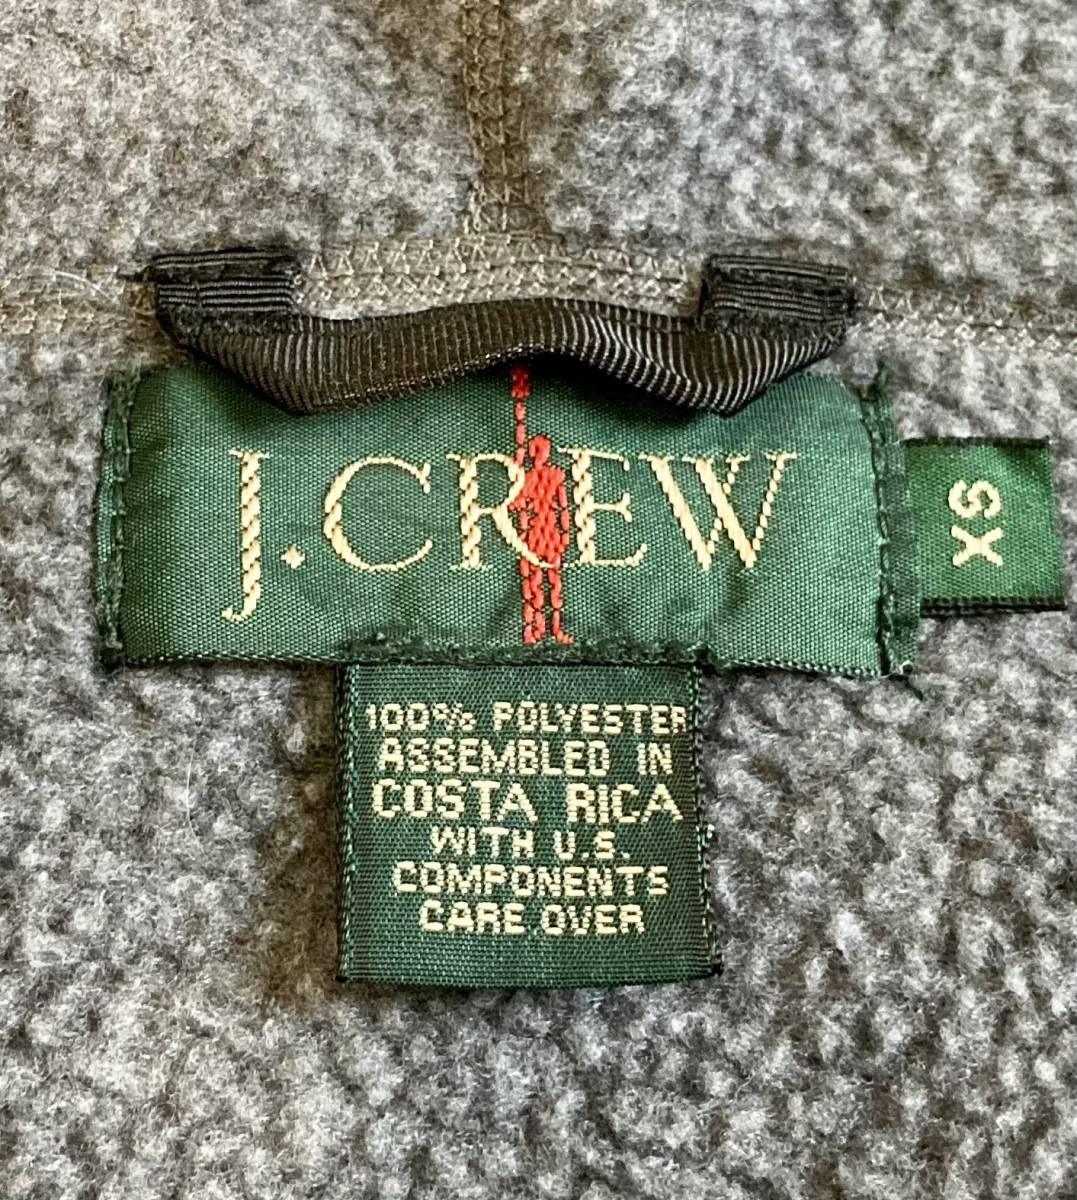 J.CREW
XS
100% POLYESTER
ASSEMBLED IN
COSTA RICA
WITH U.S.
COMPONENTS
CARE OVER